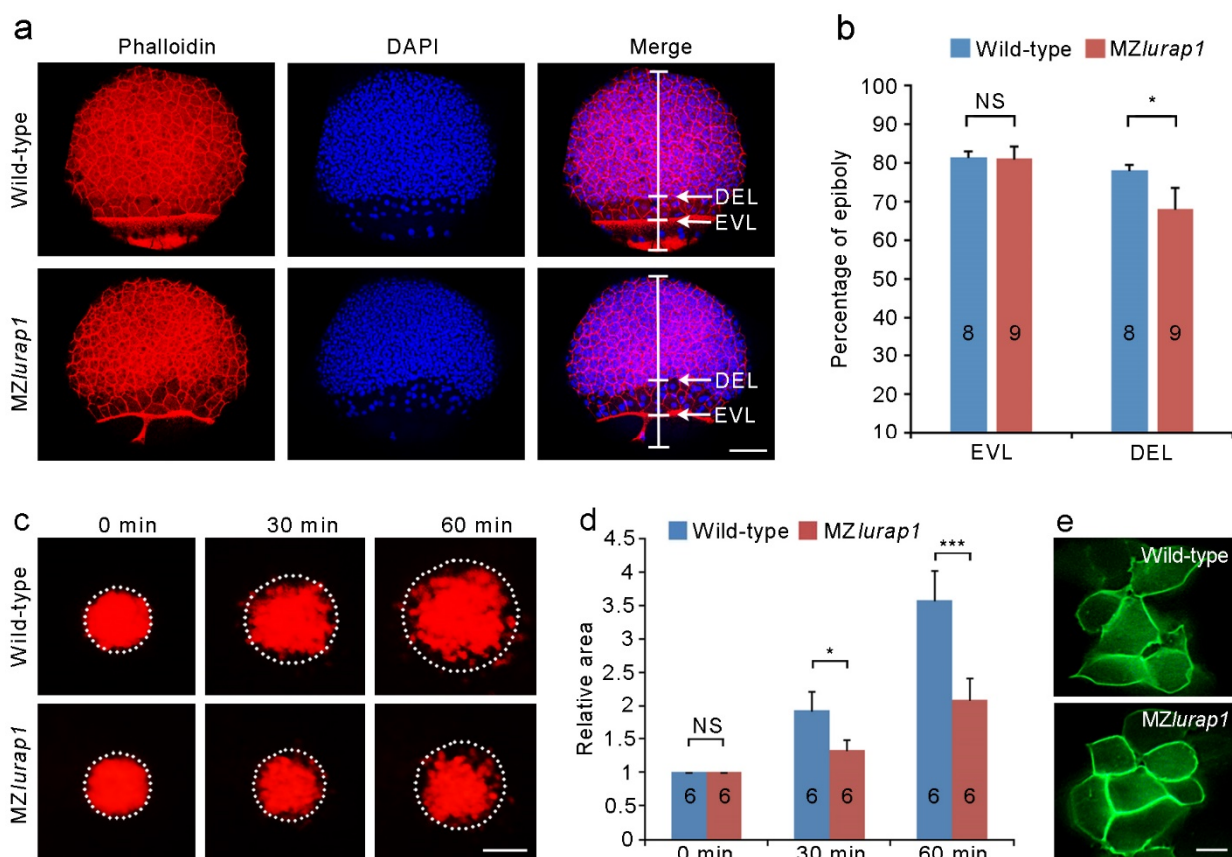 a
Phalloidin DAPI Merge
Wild-type
DEL
EVL
MZlurap1
DEL
EVL
b
Wild-type MZlurap1
Percentage of epiboly
100
90
80
70
60
50
40
30
20
10
NS
*
8 9 8 9
EVL DEL
c
0 min 30 min 60 min
Wild-type
MZlurap1
d
Wild-type MZlurap1
Relative area
4.5
4
3.5
3
2.5
2
1.5
1
0.5
0
NS
*
***
6 6 6 6 6 6
0 min 30 min 60 min
e
Wild-type
MZlurap1